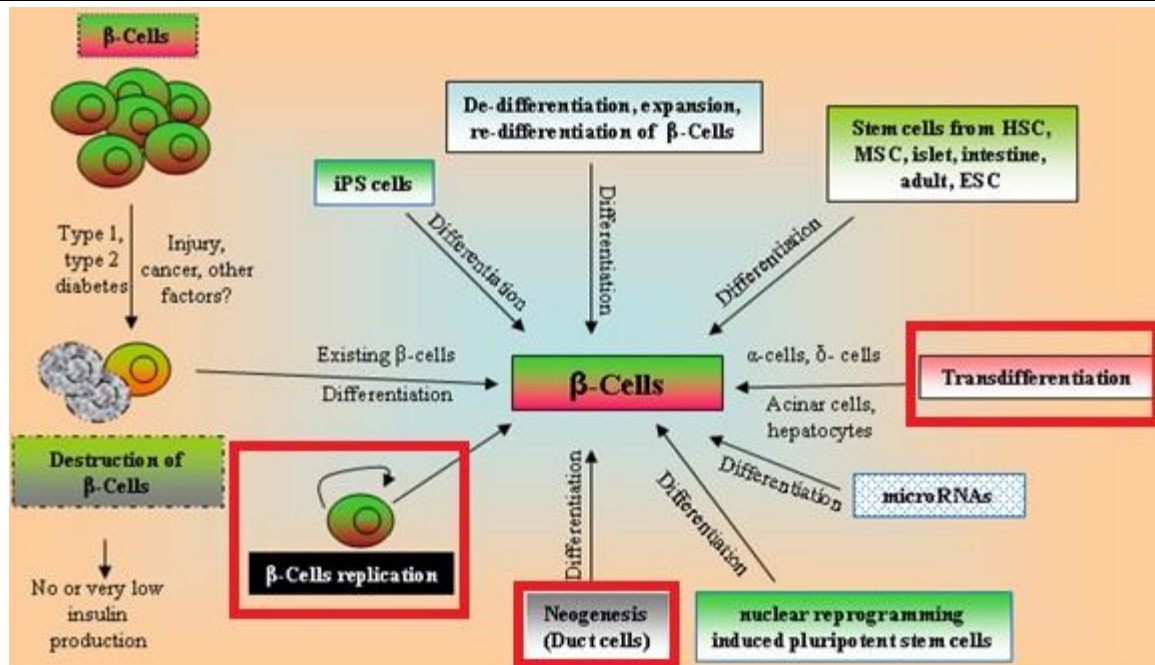 β-Cells
De-differentiation, expansion,
re-differentiation of β-Cells
Stem cells from HSC,
MSC, islet, intestine,
adult, ESC
iPS cells
Type 1,
type 2
diabetes
Injury,
cancer, other
factors?
Differentiation
Differentiation
Differentiation
Existing β-cells
Differentiation
β-Cells
α-cells, δ- cells
Acinar cells,
hepatocytes
Transdifferentiation
Destruction of
β-Cells
β-Cells replication
Differentiation
Differentiation
Differentiation
microRNAs
No or very low
insulin
production
Neogenesis
(Duct cells)
nuclear reprogramming
induced pluripotent stem cells